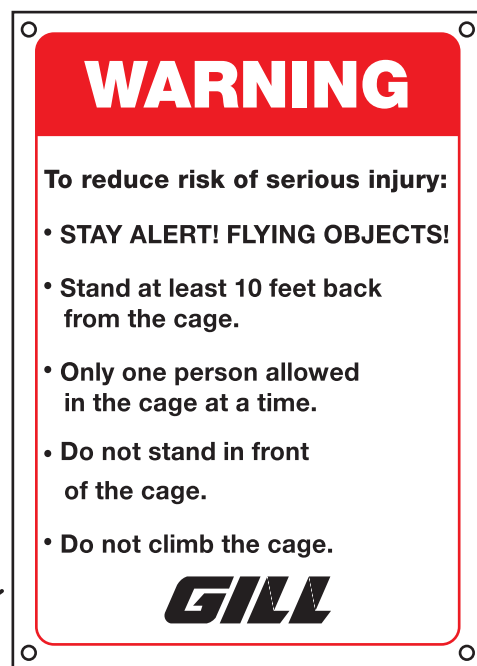 WARNING
To reduce risk of serious injury:
• STAY ALERT! FLYING OBJECTS!
• Stand at least 10 feet back
from the cage.
• Only one person allowed
in the cage at a time.
• Do not stand in front
of the cage.
• Do not climb the cage.
GILL